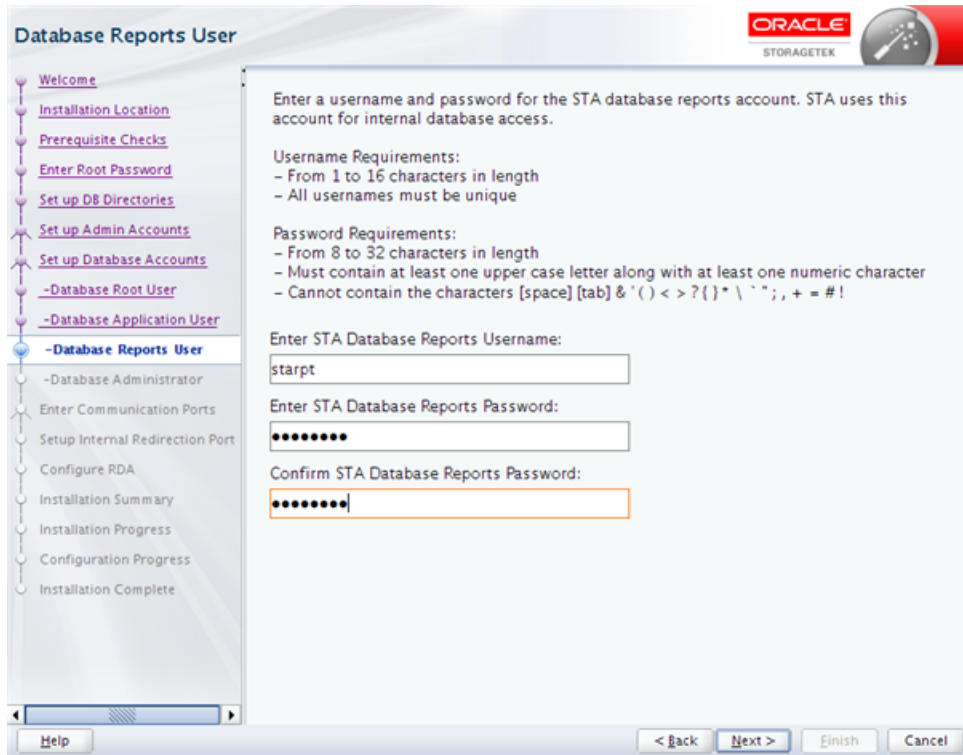 Database Reports User
ORACLE
STORAGETEK
Welcome
Installation Location
Prerequisite Checks
Enter Root Password
Set up DB Directories
Set up Admin Accounts
Set up Database Accounts
-Database Root User
-Database Application User
-Database Reports User
-Database Administrator
Enter Communication Ports
Setup Internal Redirection Port
Configure RDA
Installation Summary
Installation Progress
Configuration Progress
Installation Complete
Enter a username and password for the STA database reports account. STA uses this
account for internal database access.
Username Requirements:
– From 1 to 16 characters in length
– All usernames must be unique
Password Requirements:
– From 8 to 32 characters in length
– Must contain at least one upper case letter along with at least one numeric character
– Cannot contain the characters [space] [tab] & ' ( ) < > ? { } * \ ` " ; , + = # !
Enter STA Database Reports Username:
starpt
Enter STA Database Reports Password:
••••••••
Confirm STA Database Reports Password:
••••••••
Help
< Back
Next >
Finish
Cancel